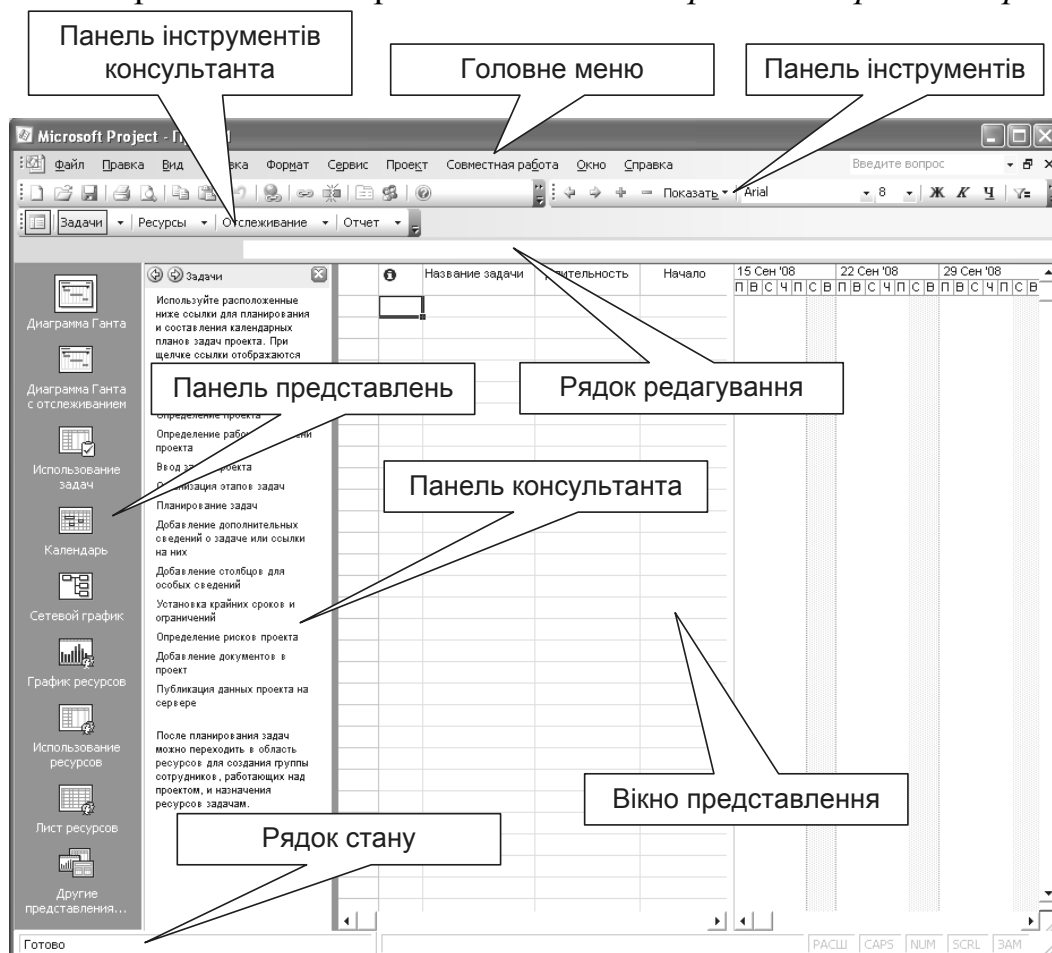 Панель інструментів
консультанта
Головне меню
Панель інструментів
Microsoft Project -
Файл Правка Вид Формат Сервис Проект Совместная работа Окно Справка
Введите вопрос
Показать Arial 8 Ж К Ч
Задачи Ресурсы Отслеживание Отчет
Задачи
Название задачи Длительность Начало
15 Сен '08 22 Сен '08 29 Сен '08
П В С Ч П С В П В С Ч П С В П В С Ч П С В
Используйте расположенные
ниже ссылки для планирования
и составления календарных
планов задач проекта. При
щелчке ссылки отображаются
Диаграмма Ганта
Диаграмма Ганта
с отслеживанием
Использование
задач
Календарь
Сетевой график
График ресурсов
Использование
ресурсов
Лист ресурсов
Другие
представления...
Панель представлень
Рядок редагування
Определение проекта
Определение
проекта
Ввод проекта
Организация этапов задач
Планирование задач
Добавление дополнительных
сведений о задаче или ссылки
на них
Добавление столбцов для
особых сведений
Установка крайних сроков и
ограничений
Определение рисков проекта
Добавление документов в
проект
Публикация данных проекта на
сервере
После планирования задач
можно переходить в область
ресурсов для создания группы
сотрудников, работающих над
проектом, и назначения
ресурсов задачам.
Панель консультанта
Вікно представлення
Рядок стану
Готово
РАСШ CAPS NUM SCRL ЗАМ